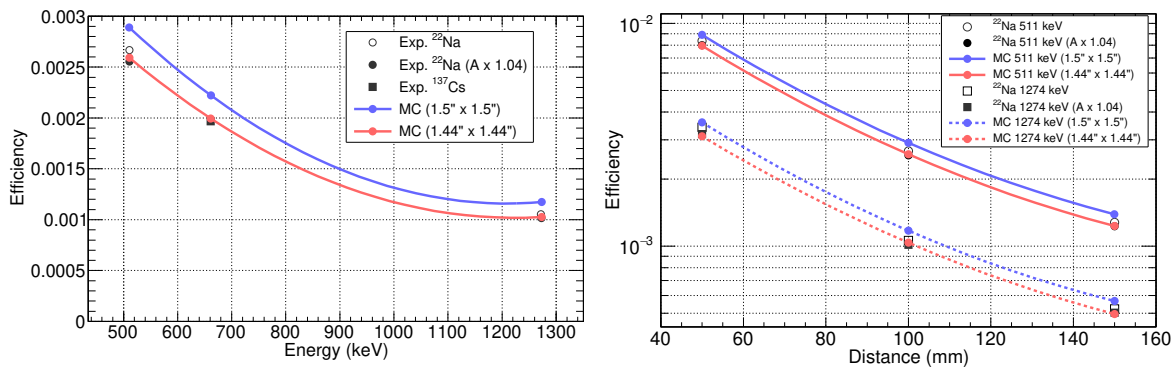 0.003
0.0025
0.002
0.0015
0.001
0.0005
0
Efficiency
500 600 700 800 900 1000 1100 1200 1300
Energy (keV)
Exp. ²²Na
Exp. ²²Na (A x 1.04)
Exp. ¹³⁷Cs
MC (1.5" x 1.5")
MC (1.44" x 1.44")
10⁻²
10⁻³
Efficiency
40 60 80 100 120 140 160
Distance (mm)
²²Na 511 keV
²²Na 511 keV (A x 1.04)
MC 511 keV (1.5" x 1.5")
MC 511 keV (1.44" x 1.44")
²²Na 1274 keV
²²Na 1274 keV (A x 1.04)
MC 1274 keV (1.5" x 1.5")
MC 1274 keV (1.44" x 1.44")